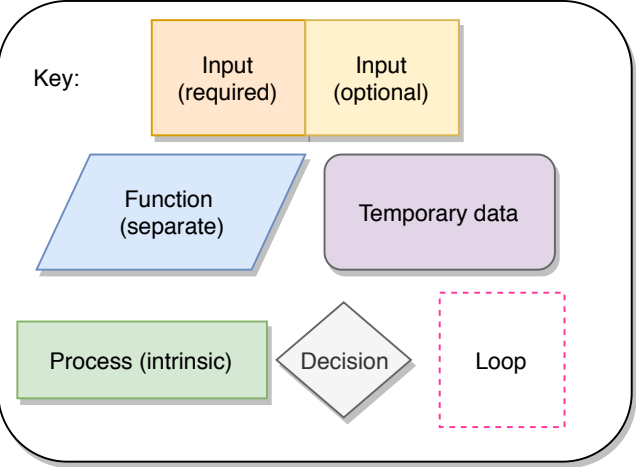 Key:
Input
(required)
Input
(optional)
Function
(separate)
Temporary data
Process (intrinsic)
Decision
Loop